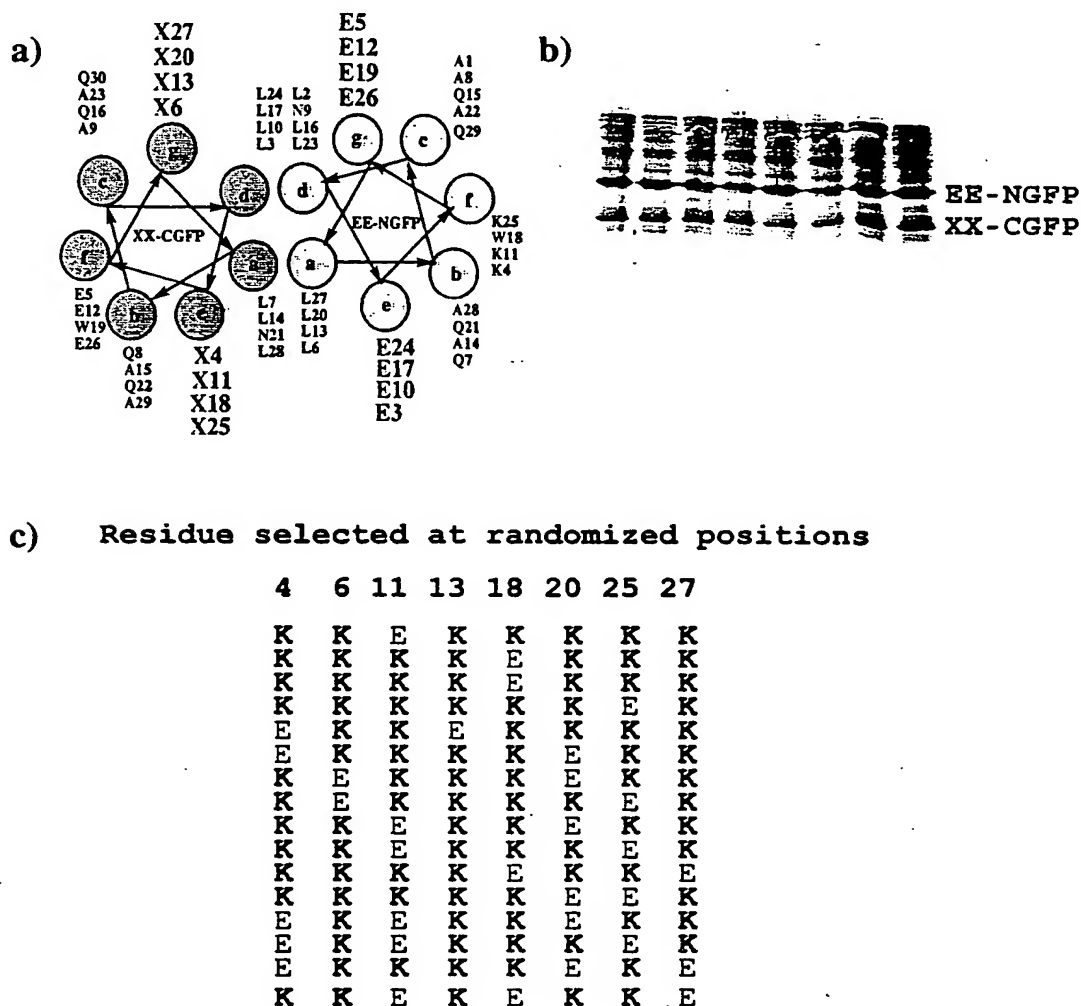 a)
X27
X20
X13
X6
Q30
A23
Q16
A9
g
c
d
XX-CGFP
f
a
b
e
E5
E12
W19
E26
Q8
A15
Q22
A29
X4
X11
X18
X25
L7
L14
N21
L28
L24 L2
L17 N9
L10 L16
L3 L23
E5
E12
E19
E26
A1
A8
Q15
A22
Q29
g
c
d
EE-NGFP
f
a
b
e
K25
W18
K11
K4
L27
L20
L13
L6
A28
Q21
A14
Q7
E24
E17
E10
E3
b)
EE-NGFP
XX-CGFP
c) Residue selected at randomized positions
4 6 11 13 18 20 25 27
K K E K K K K K
K K K K E K K K
K K K K E K K K
K K K K K K E K
E K K E K K K K
E K K K K E K K
K E K K K E K K
K E K K K K E K
K K E K K E K K
K K E K K K E K
K K K K E K K E
K K K K K E E K
E K E K K E K K
E K E K K K E K
E K K K K E K E
K K E K E K K E